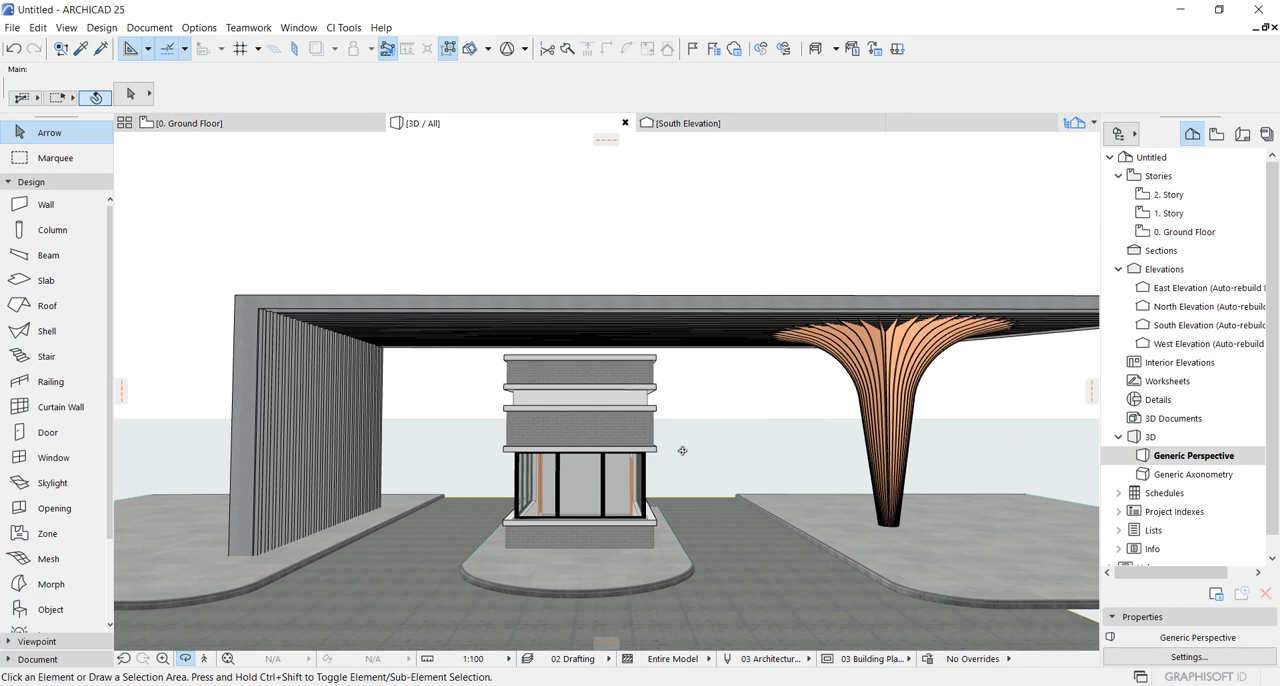 Untitled - ARCHICAD 25
File Edit View Design Document Options Teamwork Window CI Tools Help
Main:
[0. Ground Floor]
[3D / All]
[South Elevation]
Arrow
Marquee
Design
Wall
Column
Beam
Slab
Roof
Shell
Stair
Railing
Curtain Wall
Door
Window
Skylight
Opening
Zone
Mesh
Morph
Object
Viewpoint
Document
Untitled
Stories
2. Story
1. Story
0. Ground Floor
Sections
Elevations
East Elevation (Auto-rebuild
North Elevation (Auto-rebuild
South Elevation (Auto-rebuild
West Elevation (Auto-rebuild
Interior Elevations
Worksheets
Details
3D Documents
3D
Generic Perspective
Generic Axonometry
Schedules
Project Indexes
Lists
Info
Properties
Generic Perspective
Settings...
N/A N/A 1:100 02 Drafting Entire Model 03 Architectur... 03 Building Pla... No Overrides
Click an Element or Draw a Selection Area. Press and Hold Ctrl+Shift to Toggle Element/Sub-Element Selection.
GRAPHISOFT ID